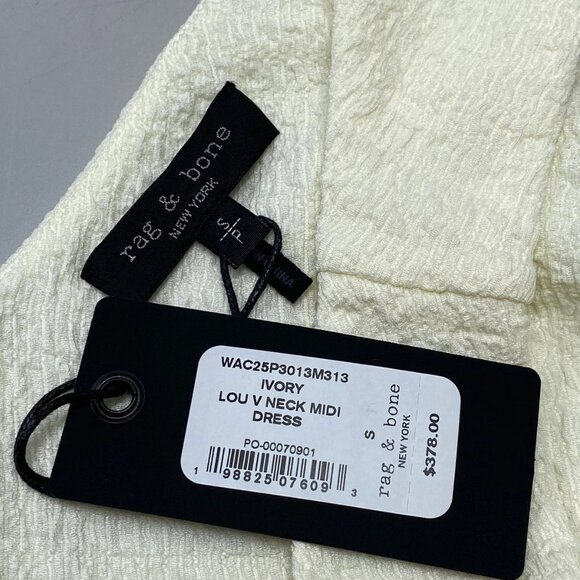 rag & bone
NEW YORK
S
P
CHINA
WAC25P3013M313
IVORY
LOU V NECK MIDI
DRESS
PO-00070901
1 98825 07609 3
S
rag & bone
NEW YORK
$378.00